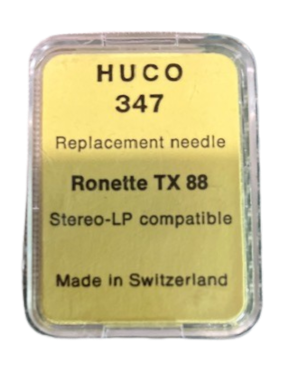 HUCO
347
Replacement needle
Ronette TX 88
Stereo-LP compatible
Made in Switzerland